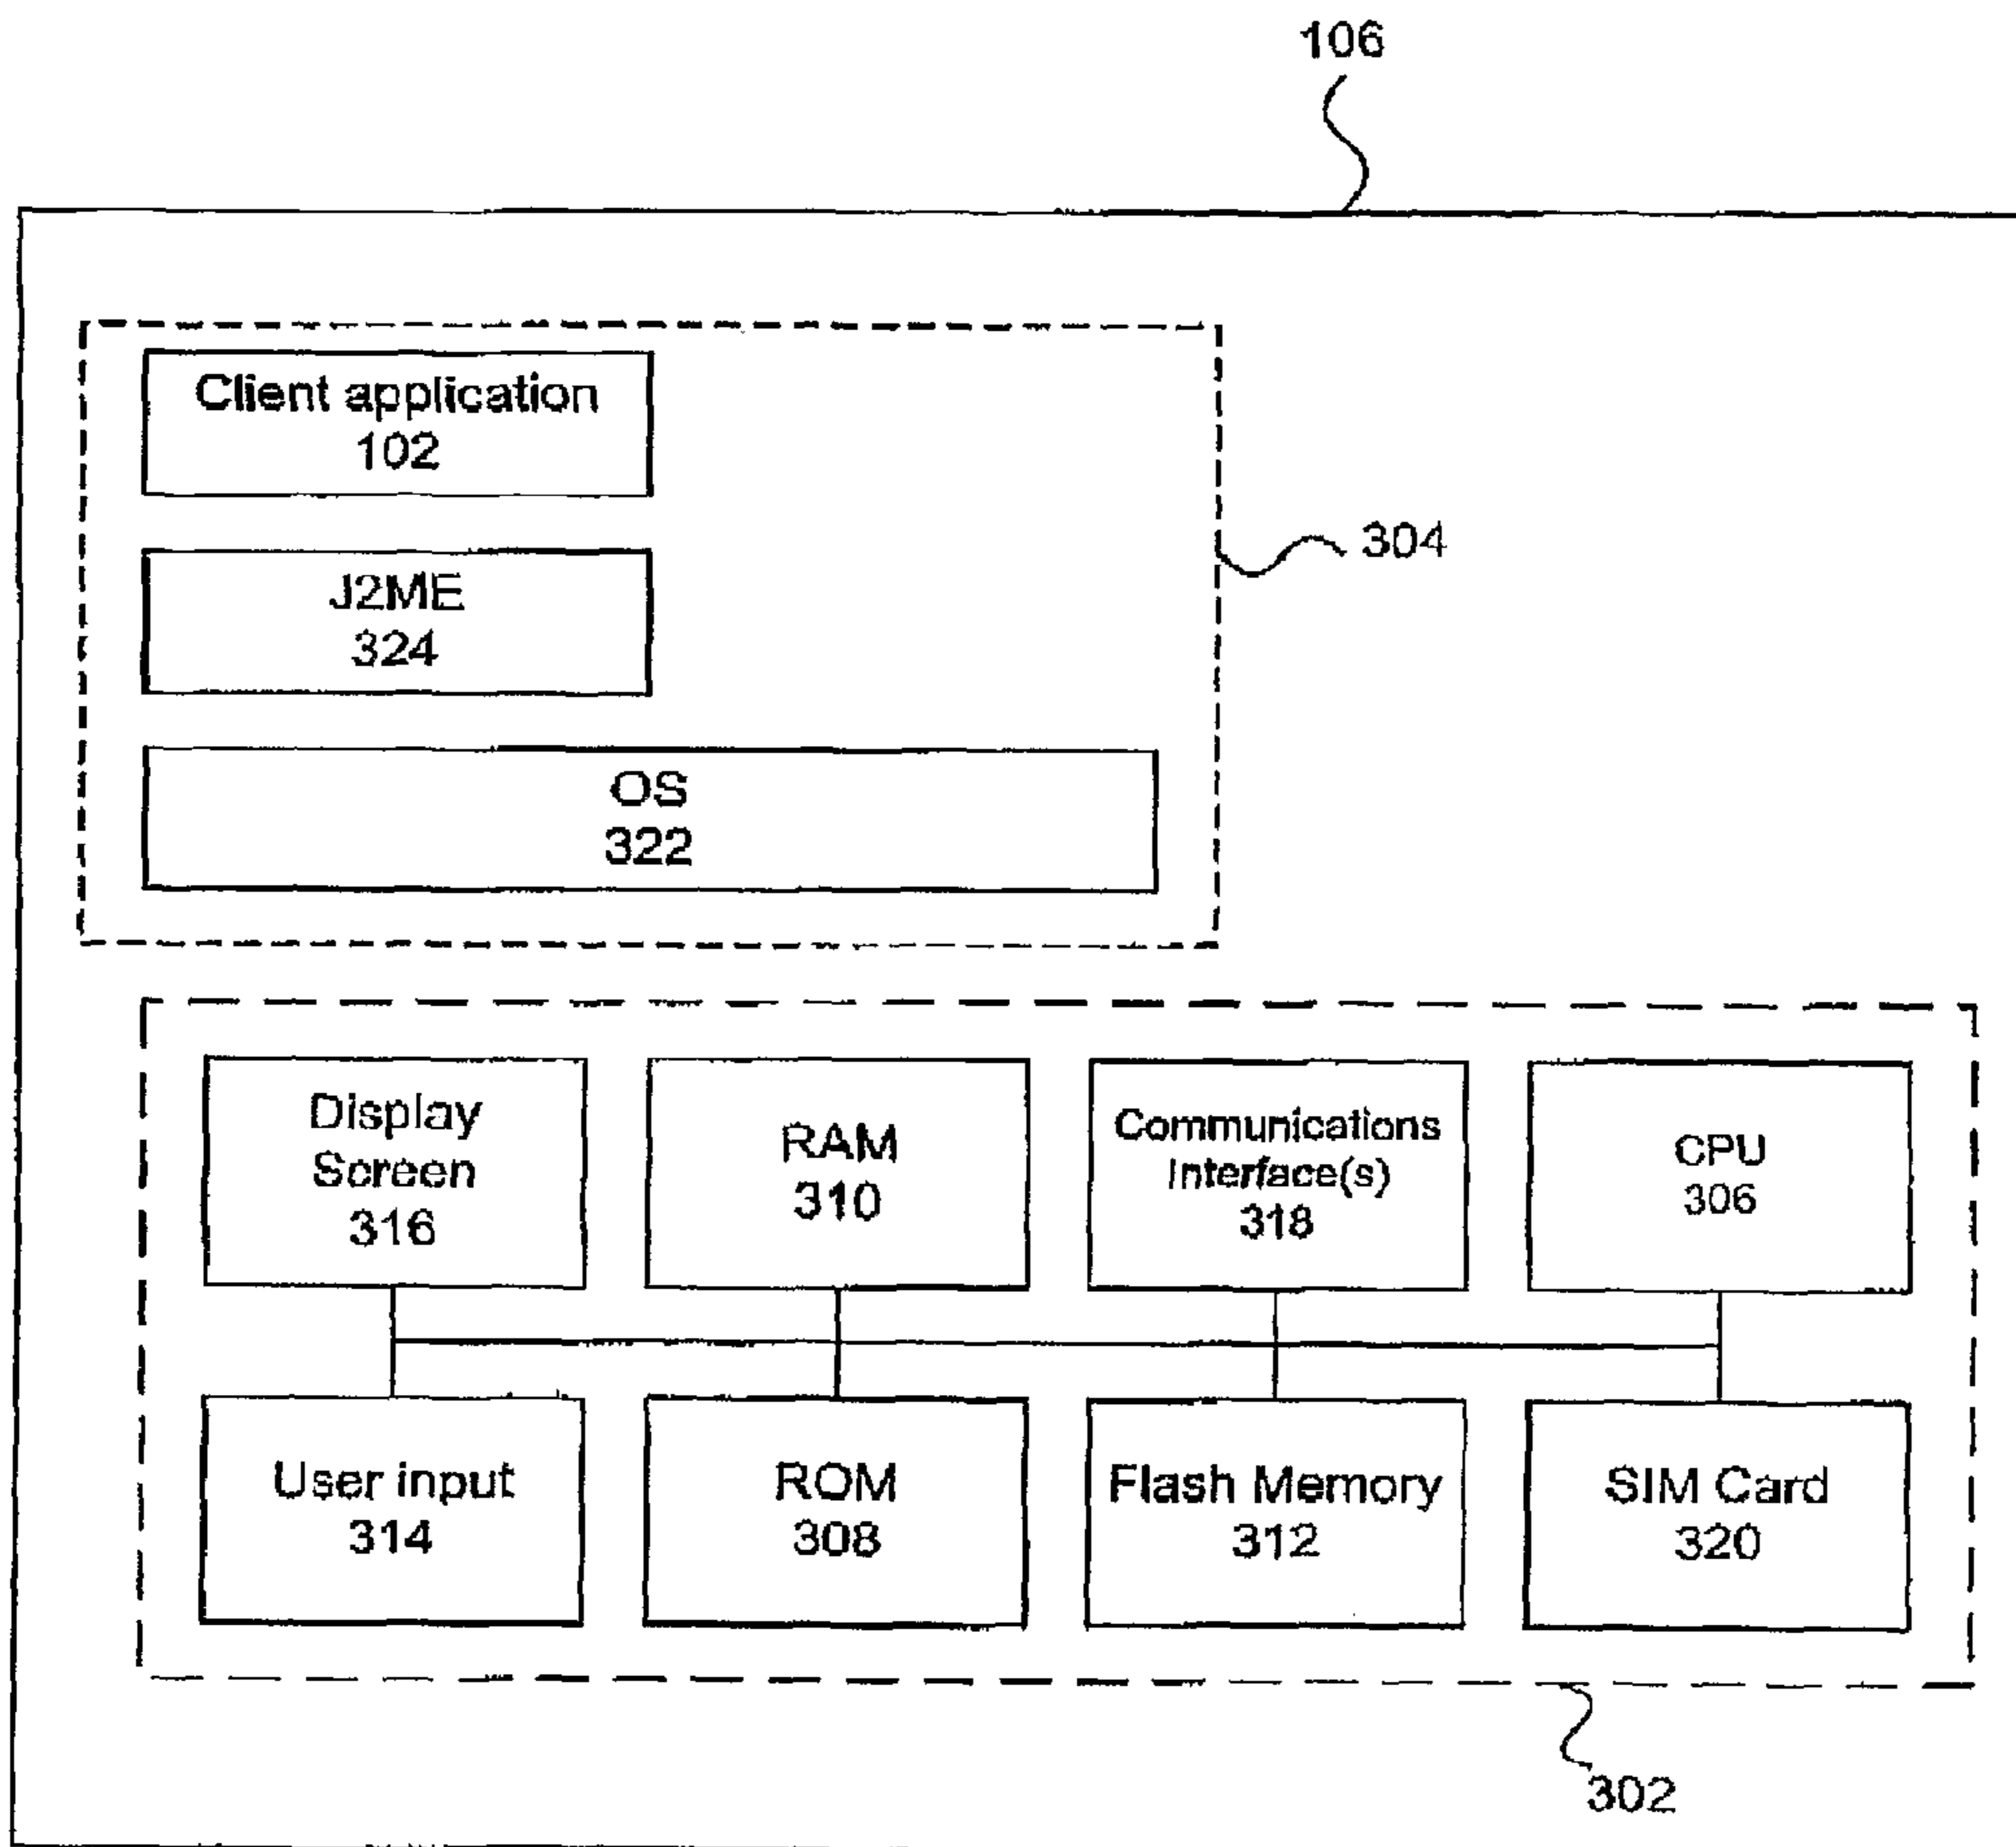 106
Client application
102
304
J2ME
324
OS
322
Display
Screen
316
RAM
310
Communications
Interface(s)
318
CPU
306
User input
314
ROM
308
Flash Memory
312
SIM Card
320
302